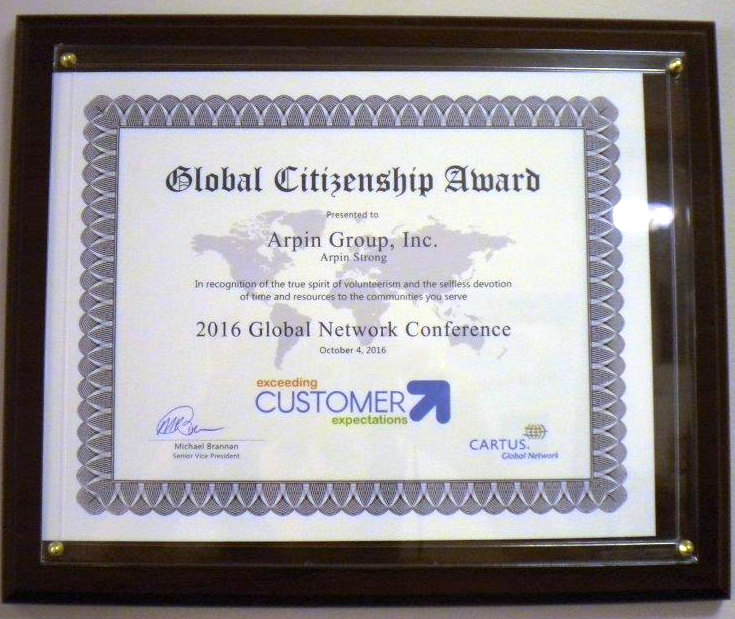 Global Citizenship Award
Presented to
Arpin Group, Inc.
Arpin Strong
In recognition of the true spirit of volunteerism and the selfless devotion
of time and resources to the communities you serve
2016 Global Network Conference
October 4, 2016
exceeding
CUSTOMER
expectations
Michael Brannan
Senior Vice President
CARTUS.
Global Network